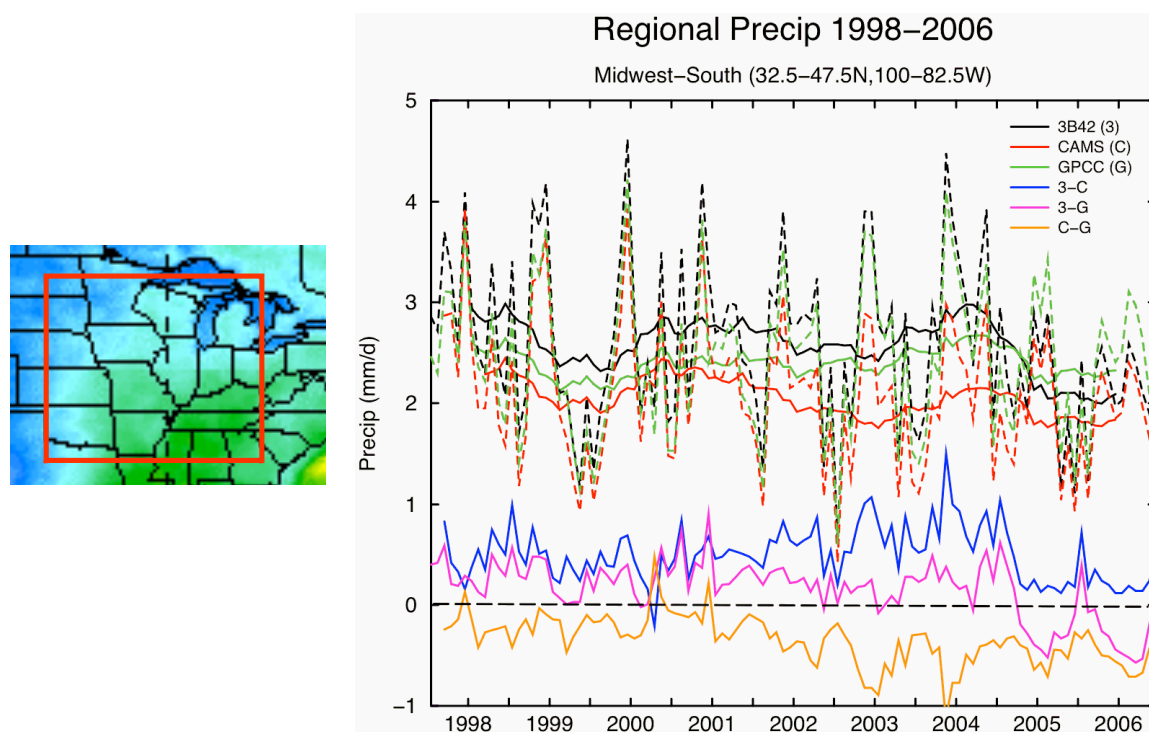 Regional Precip 1998–2006
Midwest–South (32.5–47.5N,100–82.5W)
Precip (mm/d)
5
4
3
2
1
0
–1
3B42 (3)
CAMS (C)
GPCC (G)
3–C
3–G
C–G
1998 1999 2000 2001 2002 2003 2004 2005 2006